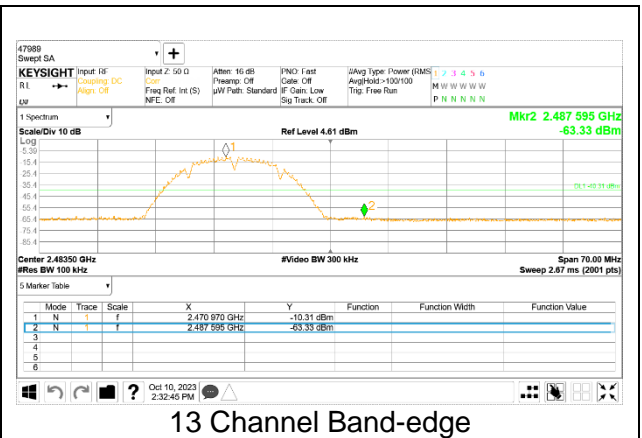 47989
Swept SA
KEYSIGHT
RL
Input: RF
Coupling: DC
Align: Off
Input Z: 50 Ω
Corr
Freq Ref: Int (S)
NFE: Off
Atten: 16 dB
Preamp: Off
µW Path: Standard
PNO: Fast
Gate: Off
IF Gain: Low
Sig Track: Off
#Avg Type: Power (RMS
Avg|Hold:>100/100
Trig: Free Run
1 2 3 4 5 6
M W W W W W
P N N N N N
1 Spectrum
Scale/Div 10 dB
Ref Level 4.61 dBm
Mkr2 2.487 595 GHz
-63.33 dBm
Log
5.39
15.4
25.4
35.4
45.4
55.4
65.4
75.4
85.4
1
2
DL1 -40.31 dBm
Center 2.48350 GHz
#Video BW 300 kHz
Span 70.00 MHz
#Res BW 100 kHz
Sweep 2.67 ms (2001 pts)
5 Marker Table
Mode Trace Scale X Y Function Function Width Function Value
1 N 1 f 2.470 970 GHz -10.31 dBm
2 N 1 f 2.487 595 GHz -63.33 dBm
3
4
5
6
?
Oct 10, 2023
2:32:45 PM
13 Channel Band-edge